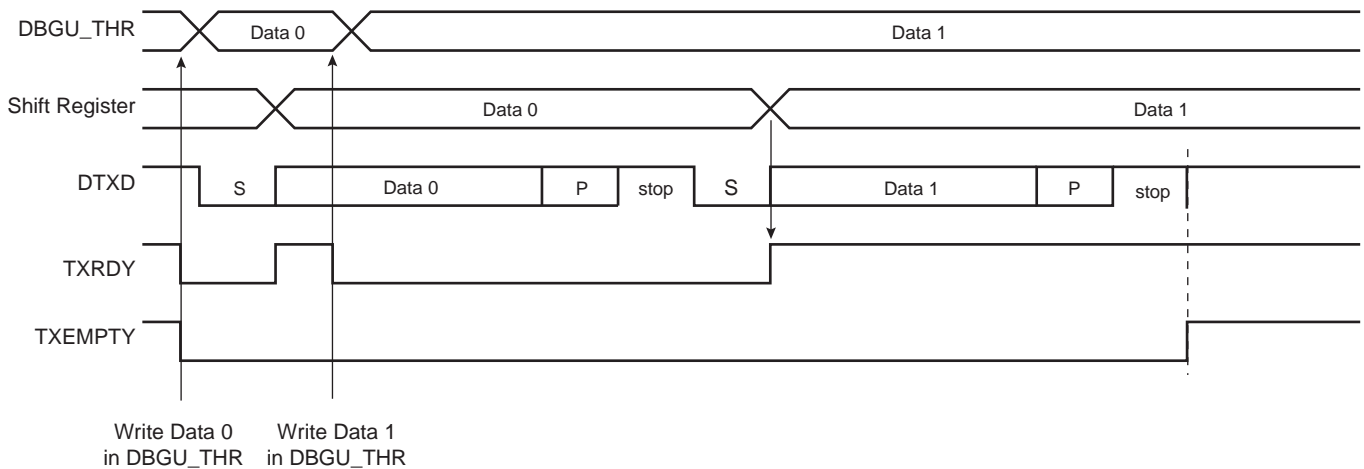 DBGU_THR
Data 0
Data 1
Shift Register
Data 0
Data 1
DTXD
S
Data 0
P
stop
S
Data 1
P
stop
TXRDY
TXEMPTY
Write Data 0
in DBGU_THR
Write Data 1
in DBGU_THR